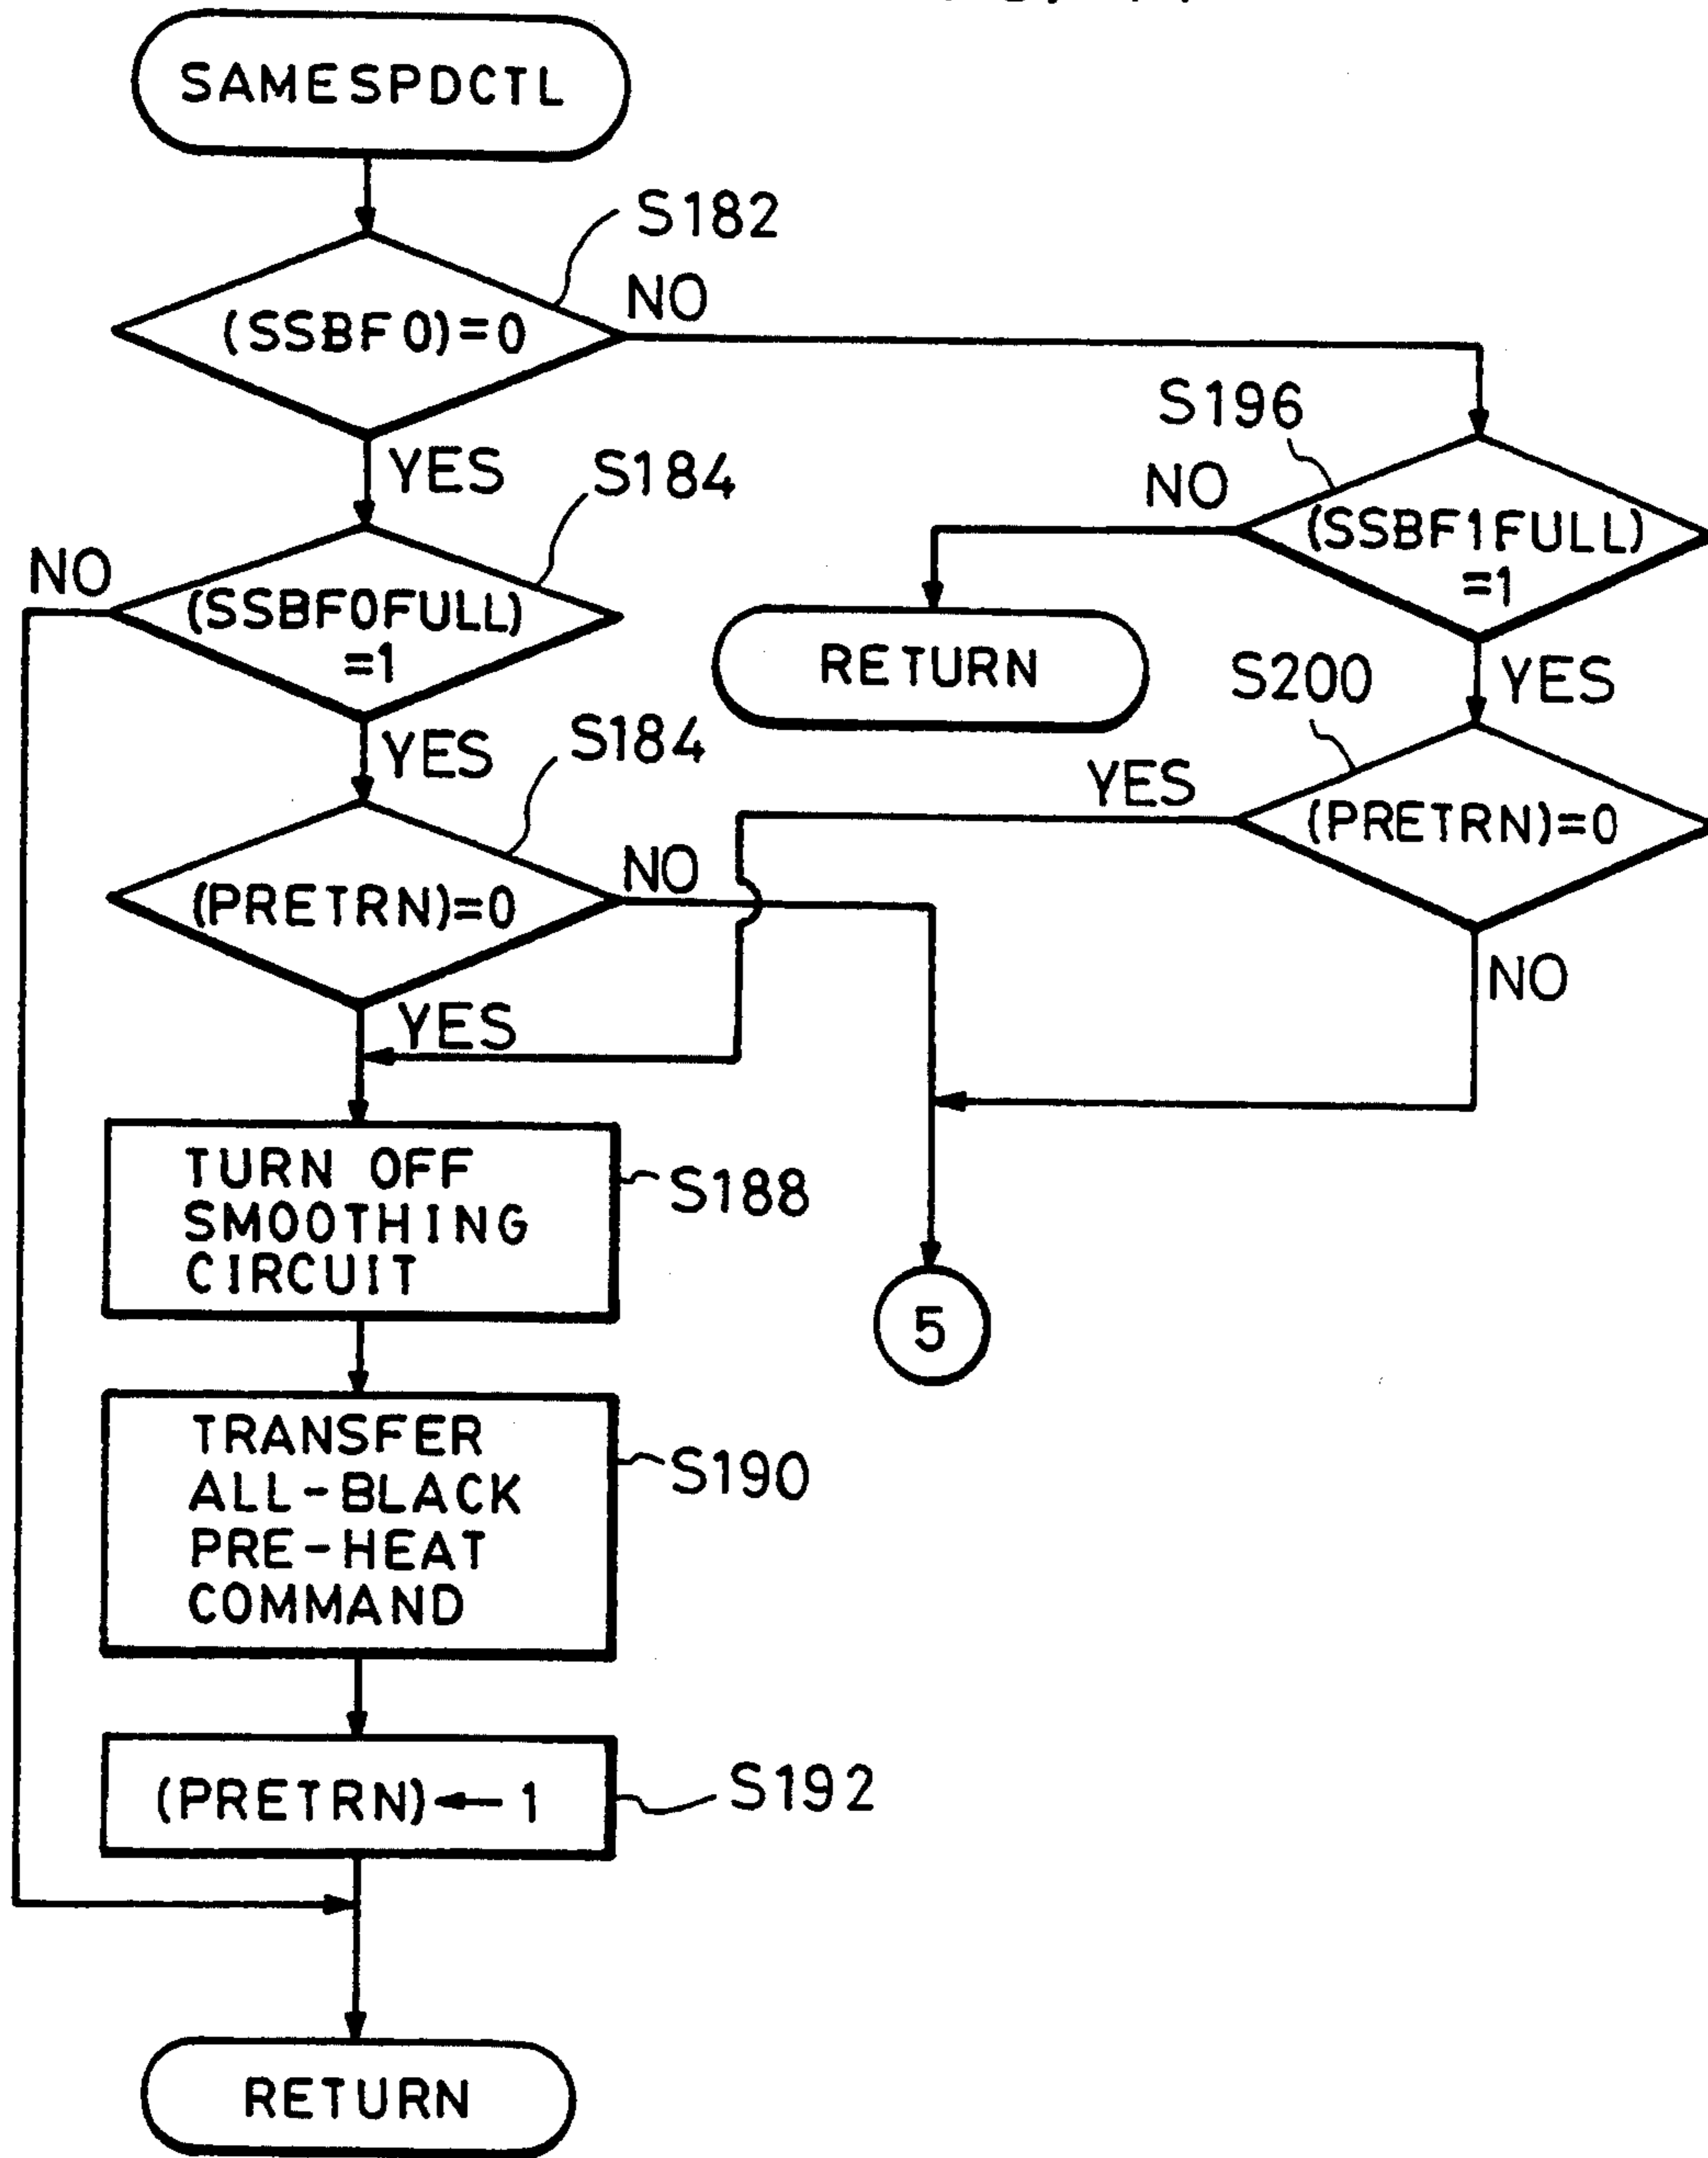 SAMESPDCTL
S182
(SSBF0)=0
NO
YES
S196
NO
(SSBF1FULL)
=1
S184
NO
(SSBF0FULL)
=1
RETURN
YES
S200
YES
S184
YES
(PRETRN)=0
(PRETRN)=0
NO
NO
YES
TURN OFF
SMOOTHING
CIRCUIT
S188
5
TRANSFER
ALL-BLACK
PRE-HEAT
COMMAND
S190
(PRETRN)←1
S192
RETURN